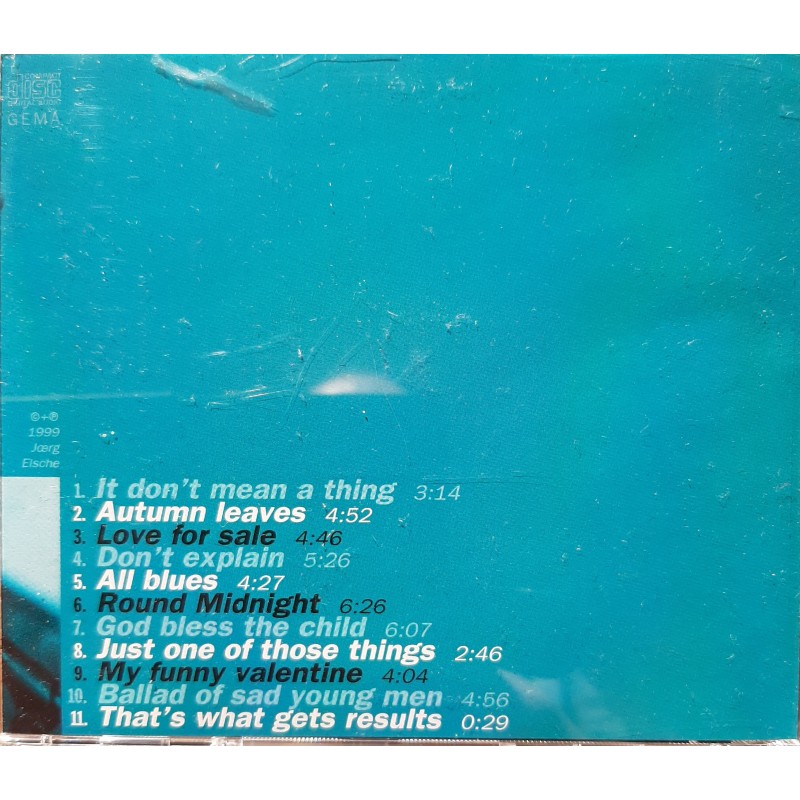 COMPACT
disc
DIGITAL AUDIO
GEMA
©+℗
1999
Jœrg
Elsche
1. It don't mean a thing 3:14
2. Autumn leaves 4:52
3. Love for sale 4:46
4. Don't explain 5:26
5. All blues 4:27
6. Round Midnight 6:26
7. God bless the child 6:07
8. Just one of those things 2:46
9. My funny valentine 4:04
10. Ballad of sad young men 4:56
11. That's what gets results 0:29